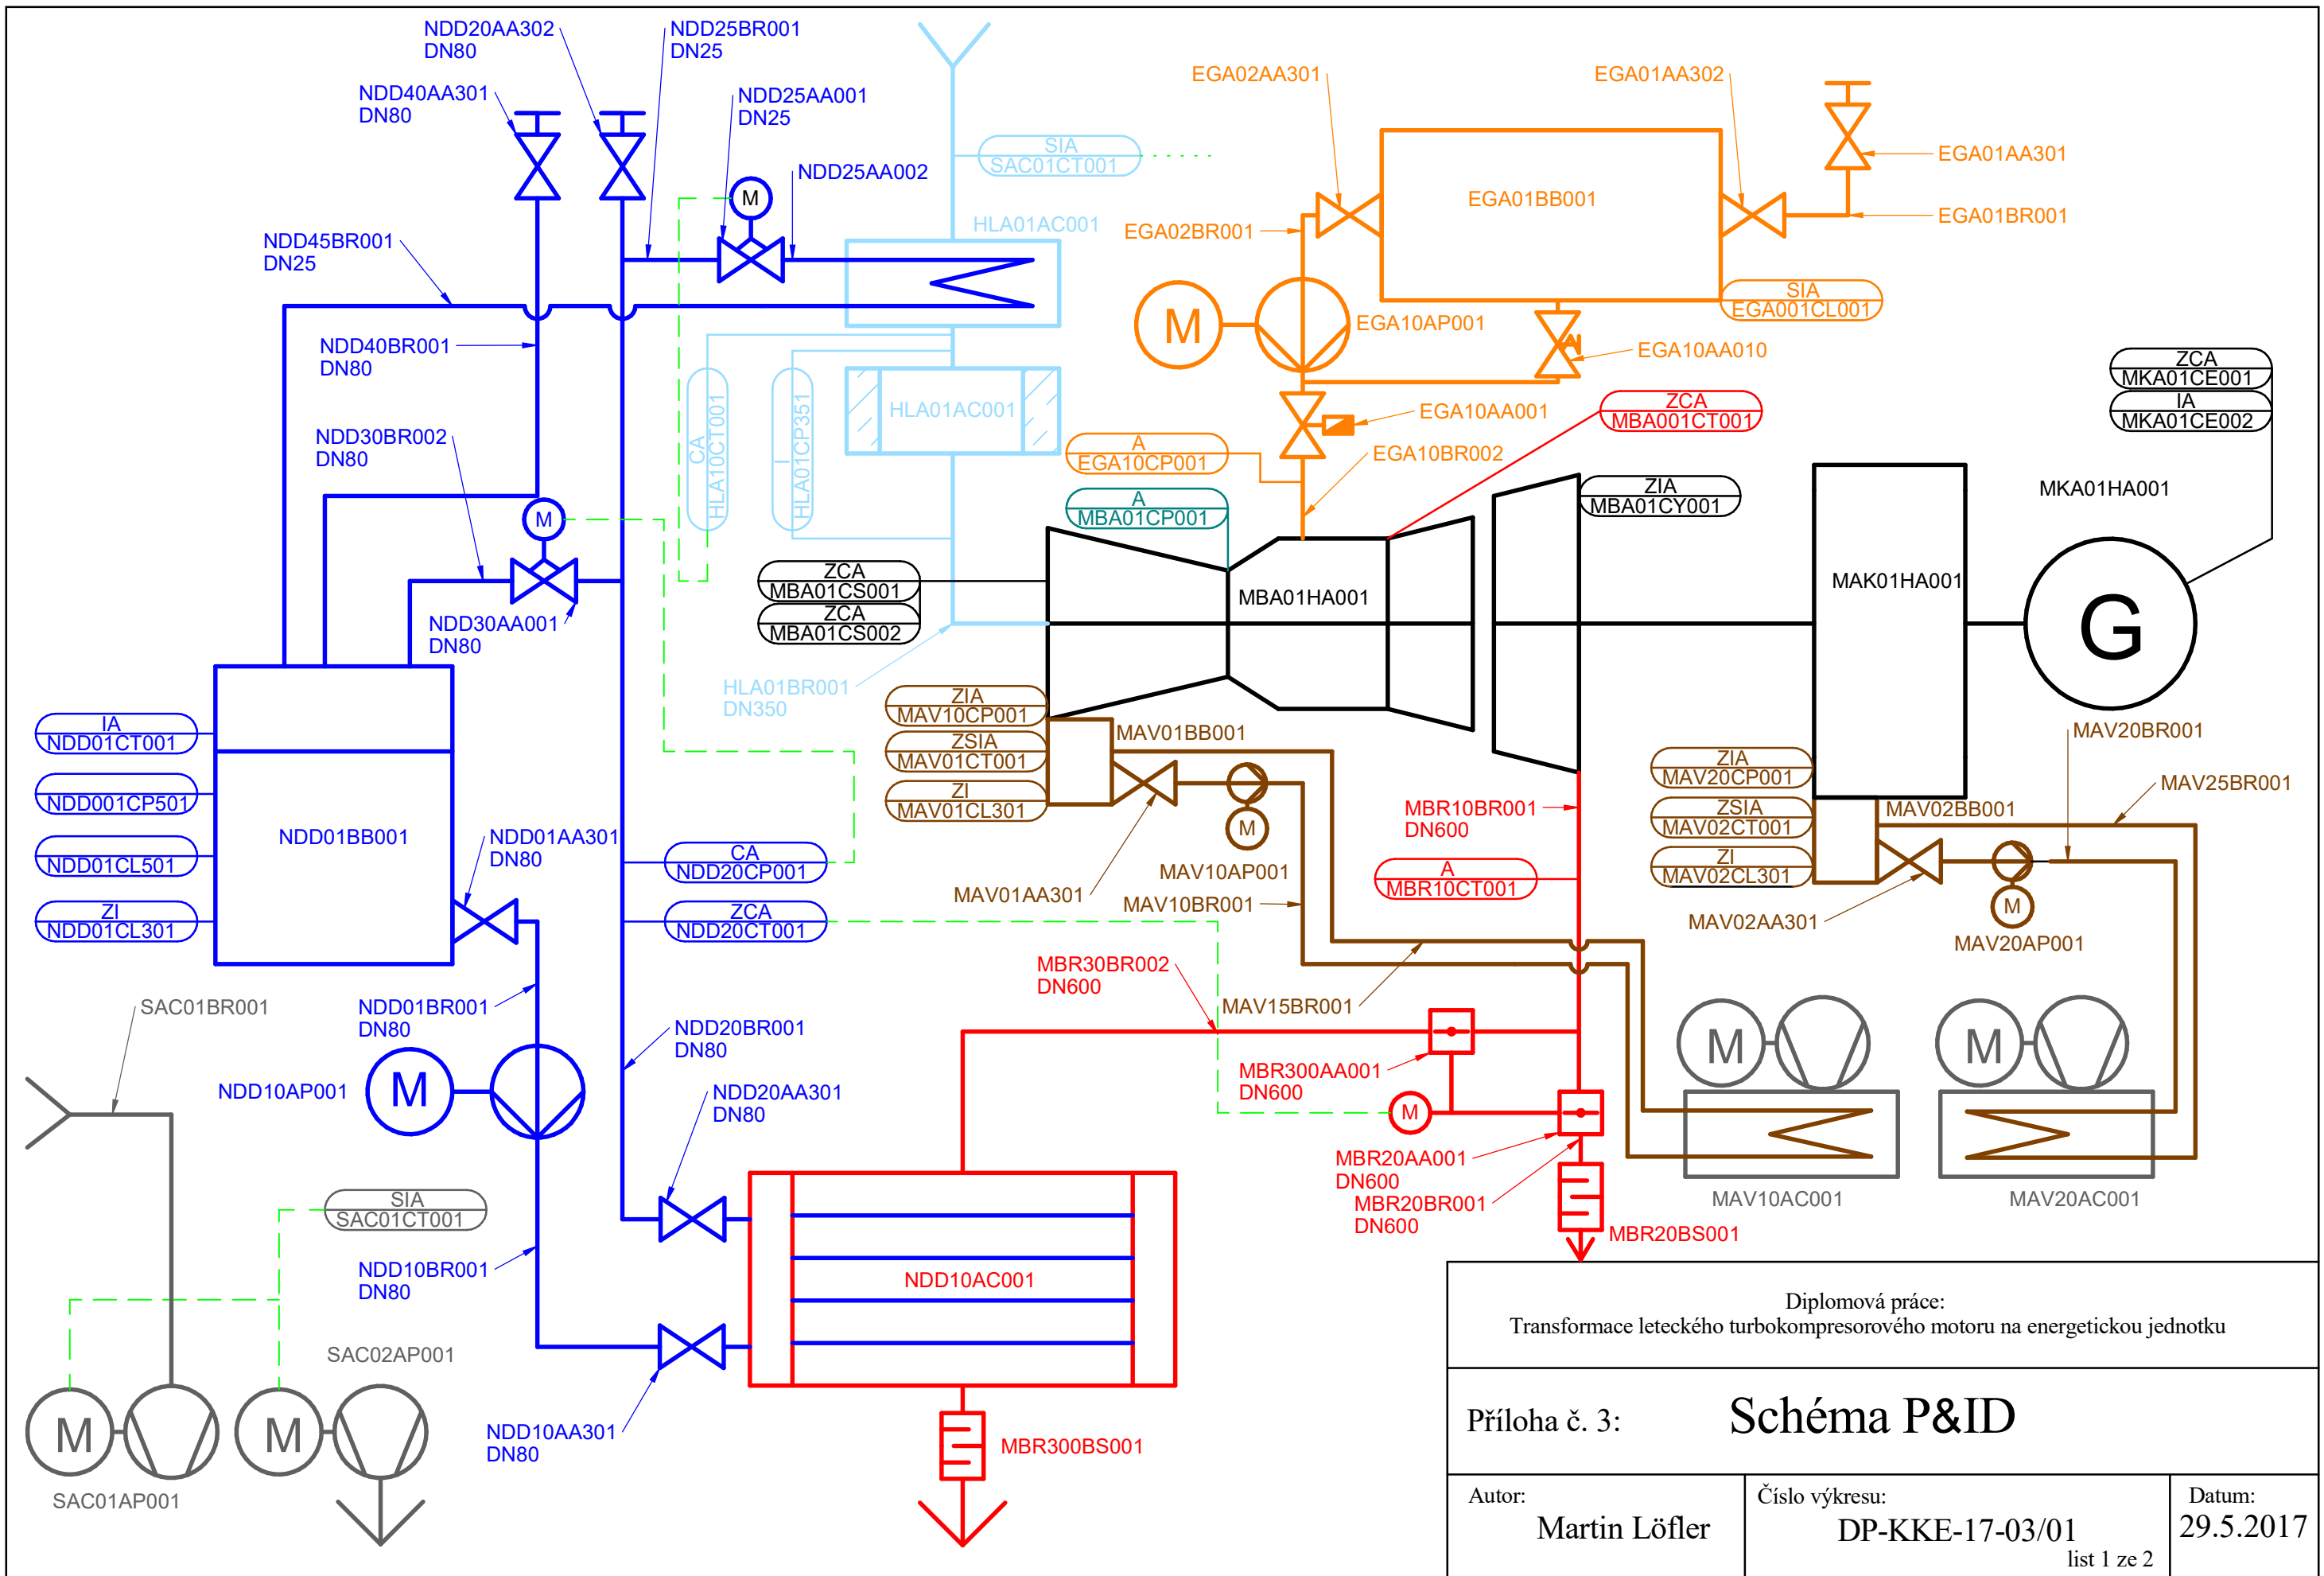 NDD20AA302
DN80
NDD25BR001
DN25
NDD40AA301
DN80
NDD25AA001
DN25
NDD25AA002
M
NDD45BR001
DN25
NDD40BR001
DN80
NDD30BR002
DN80
M
NDD30AA001
DN80
SIA
SAC01CT001
HLA01AC001
HLA01AC001
CA
HLA10CT001
I
HLA01CP351
HLA01BR001
DN350
EGA02AA301
EGA01AA302
EGA01AA301
EGA01BB001
EGA01BR001
EGA02BR001
SIA
EGA001CL001
M
EGA10AP001
EGA10AA010
EGA10AA001
ZCA
MBA001CT001
A
EGA10CP001
EGA10BR002
A
MBA01CP001
ZCA
MKA01CE001
IA
MKA01CE002
MKA01HA001
ZIA
MBA01CY001
ZCA
MBA01CS001
ZCA
MBA01CS002
MBA01HA001
MAK01HA001
G
IA
NDD01CT001
NDD001CP501
NDD01CL501
ZI
NDD01CL301
NDD01BB001
NDD01AA301
DN80
CA
NDD20CP001
ZCA
NDD20CT001
ZIA
MAV10CP001
ZSIA
MAV01CT001
ZI
MAV01CL301
MAV01BB001
M
MAV10AP001
MAV01AA301
MAV10BR001
MBR10BR001
DN600
A
MBR10CT001
ZIA
MAV20CP001
ZSIA
MAV02CT001
ZI
MAV02CL301
MAV02BB001
MAV20BR001
MAV25BR001
M
MAV02AA301
MAV20AP001
SAC01BR001
NDD01BR001
DN80
NDD20BR001
DN80
MBR30BR002
DN600
MAV15BR001
MBR300AA001
DN600
M
MBR20AA001
DN600
MBR20BR001
DN600
MBR20BS001
M
M
MAV10AC001
MAV20AC001
NDD10AP001
M
NDD20AA301
DN80
SIA
SAC01CT001
NDD10BR001
DN80
NDD10AC001
SAC02AP001
M
M
SAC01AP001
NDD10AA301
DN80
MBR300BS001
Diplomová práce:
Transformace leteckého turbokompresorového motoru na energetickou jednotku
Příloha č. 3: Schéma P&ID
Autor:
Martin Löfler
Číslo výkresu:
DP-KKE-17-03/01
list 1 ze 2
Datum:
29.5.2017